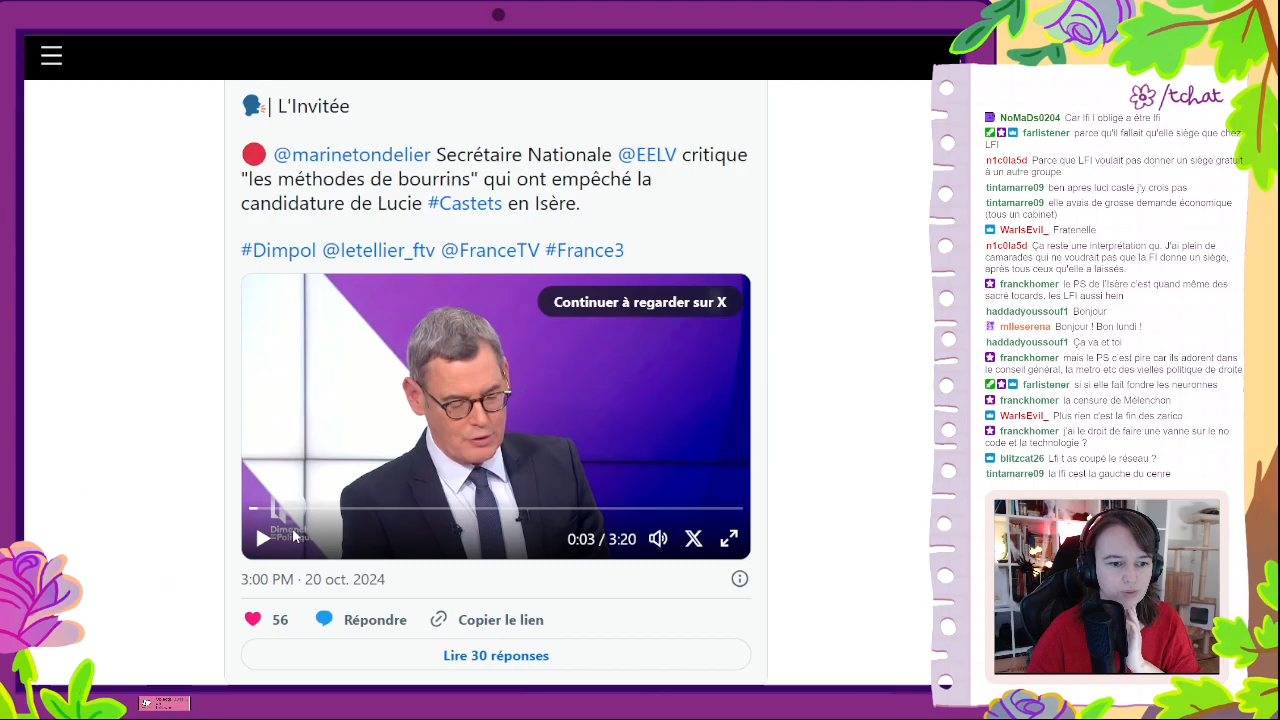 🗣️| L'Invitée
🔴 @marinetondelier Secrétaire Nationale @EELV critique
"les méthodes de bourrins" qui ont empêché la
candidature de Lucie #Castets en Isère.
#Dimpol @letellier_ftv @FranceTV #France3
Continuer à regarder sur X
Dimanche
en Politique
0:03 / 3:20
3:00 PM · 20 oct. 2024
56 Répondre Copier le lien
Lire 30 réponses
/tchat
NoMaDs0204 Car lfi l obligé a être lfi
farlistener parce qu'il fallait qu'elle siège que chez
LFI
n1c0la5d Parce que LFI voulait pas donner un siège gratuit
à un autre groupe
tintamarre09 ben apres luci casté j'y crois pas
tintamarre09 elle avais de grosse demande économique
(tous un cabinet)
WarIsEvil_ Fratenelle
n1c0la5d Ça reste une interprétation qu. J'ai plein de
camarades qui ne voudrait pas que la FI donne un siège,
après tous ceux qu'elle a laissés.
franckhomer le PS de l'Isère c'est quand même des
sacré tocards, les LFI aussi hein
haddadyoussouf1 Bonjour
mlleserena Bonjour ! Bon lundi !
haddadyoussouf1 Ça va et toi
franckhomer mais le PS c'est pire car ils adorent dans
le conseil général, la metro etc des vielles politique de droite
farlistener si si elle fait fondre les neuronnes
franckhomer la censure de Mélenchon
WarIsEvil_ Plus rien c'est la fin des zarico
franckhomer j'ai le droit de faire une vanne sur le no
code et la technologie ?
blitzcat26 Lfi t as coupé le réseau ?
tintamarre09 la lfi cest la gauche du cenre